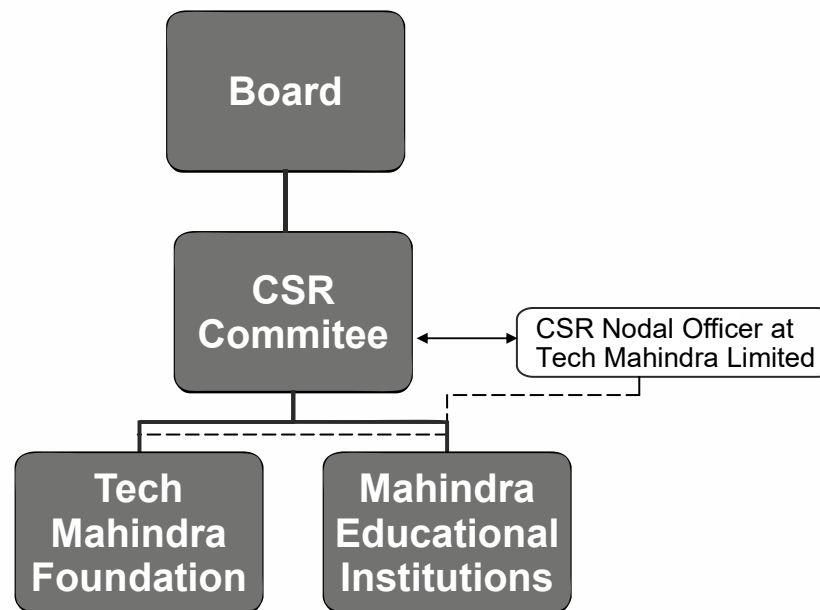 Board
CSR
Commitee
CSR Nodal Officer at
Tech Mahindra Limited
Tech
Mahindra
Foundation
Mahindra
Educational
Institutions